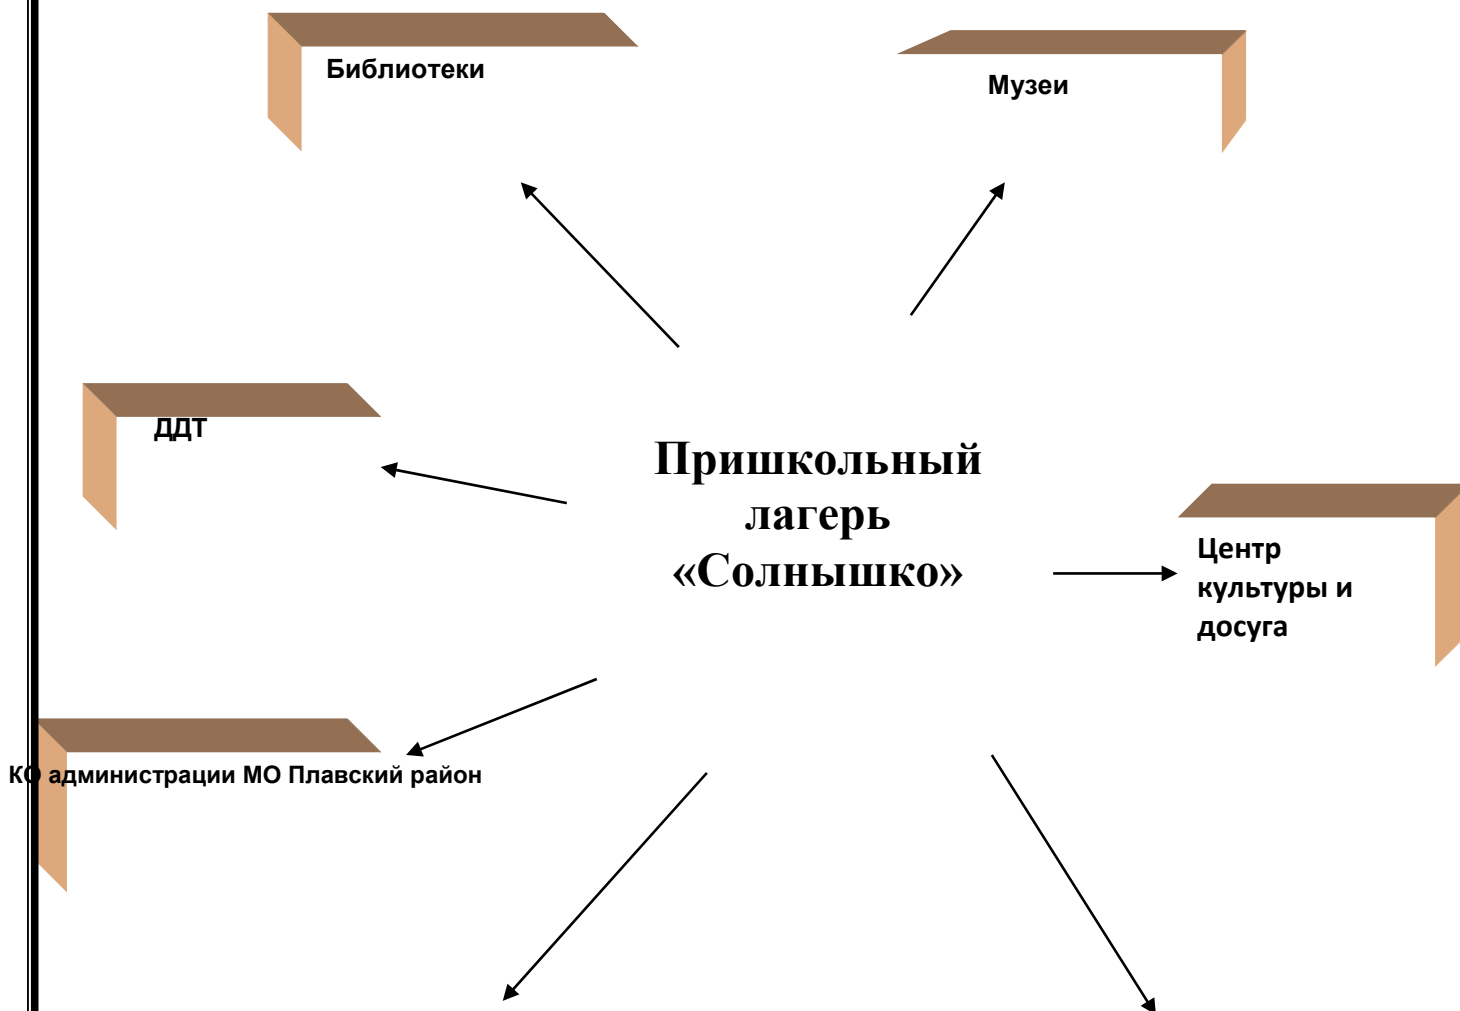 Библиотеки
Музеи
ДДТ
Пришкольный
лагерь
«Солнышко»
Центр
культуры и
досуга
КО администрации МО Плавский район